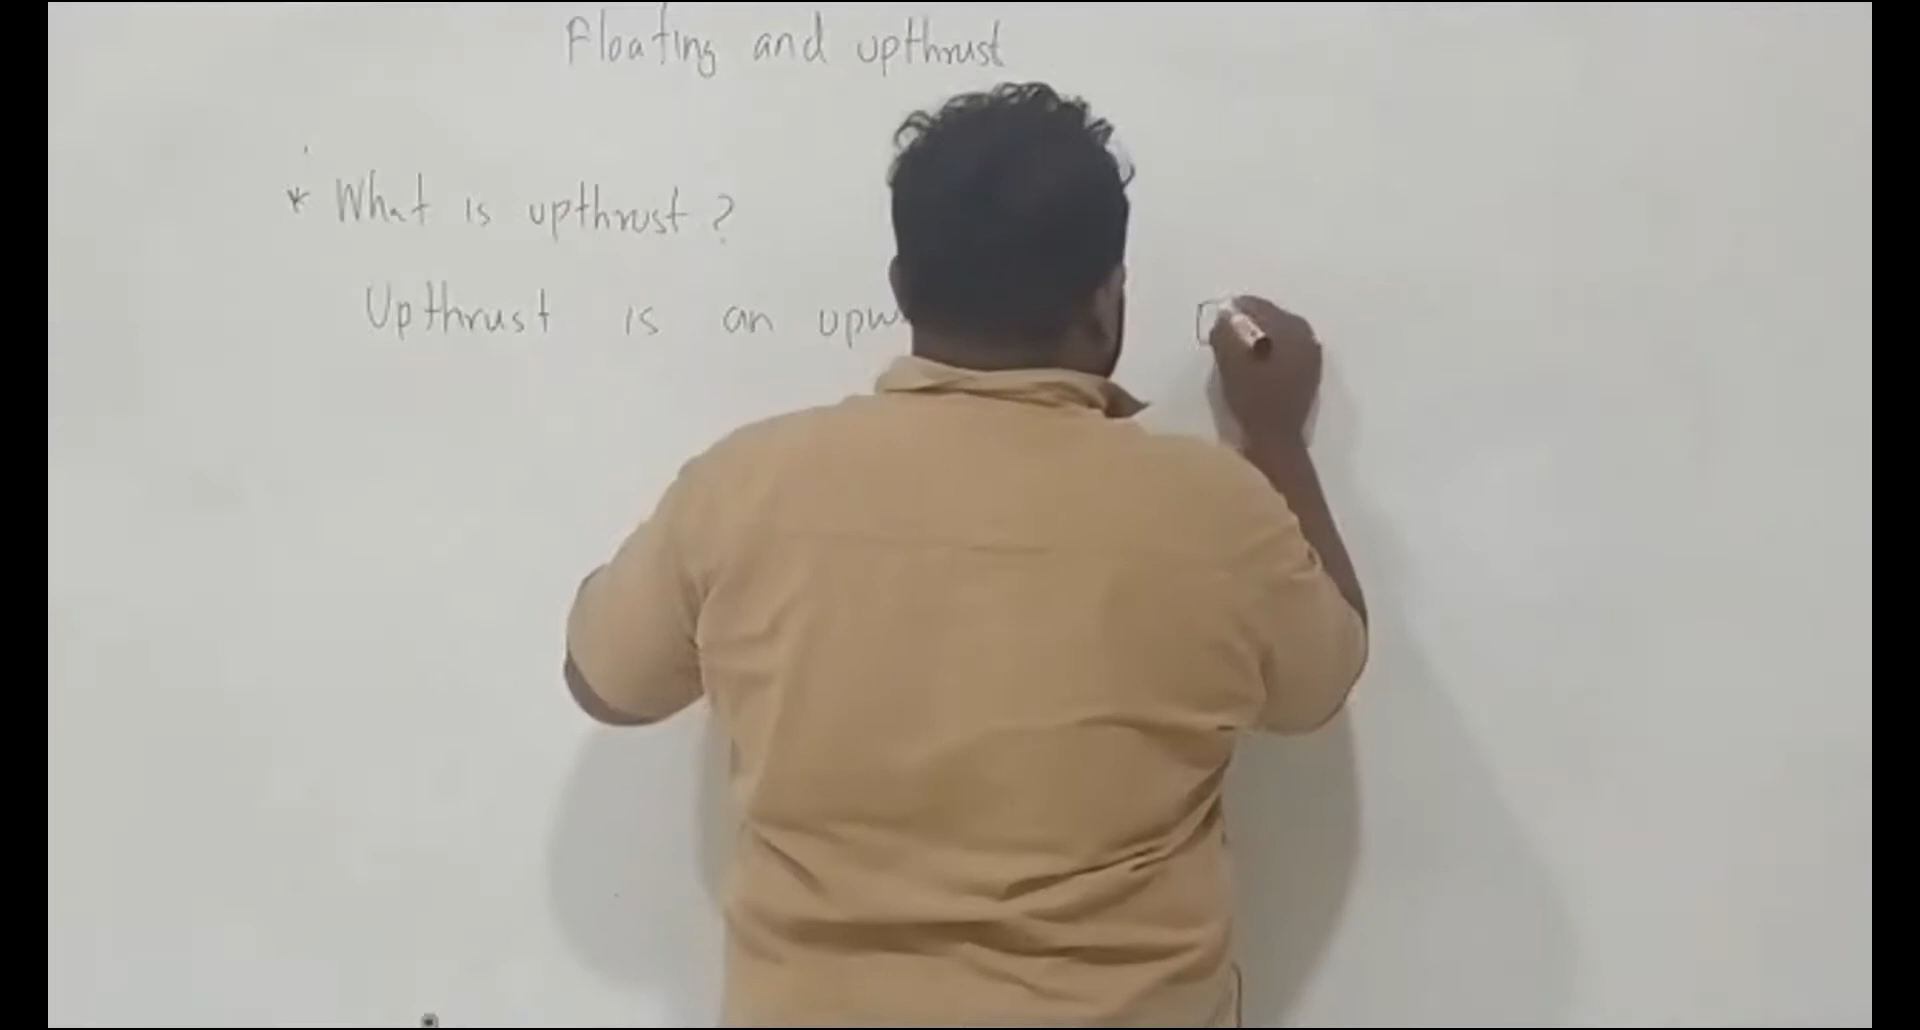 Floating and upthrust
* What is upthrust?
Upthrust is an